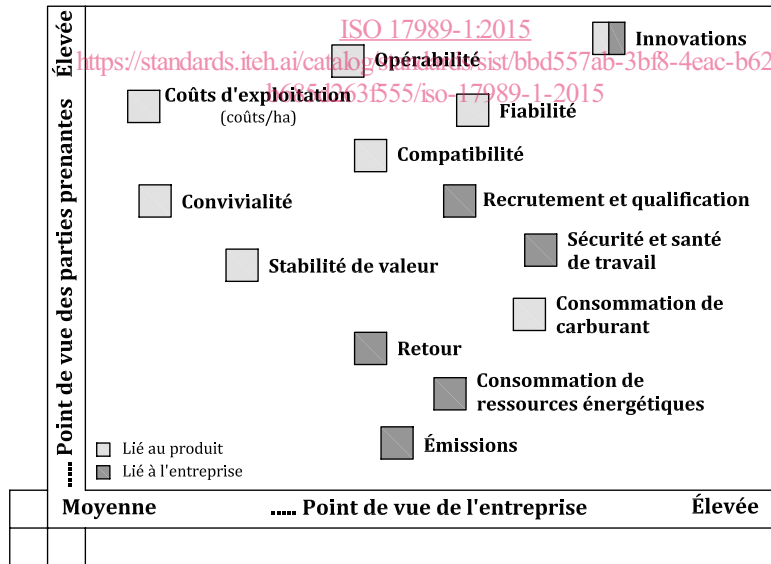 ISO 17989-1:2015
https://standards.iteh.ai/catalog/standards/sist/bbd557ab-3bf8-4eac-b62
3f555/iso-17989-1-2015
Élevée
Point de vue des parties prenantes
Innovations
Opérabilité
Coûts d'exploitation
(coûts/ha)
Fiabilité
Compatibilité
Convivialité
Recrutement et qualification
Sécurité et santé
de travail
Stabilité de valeur
Consommation de
carburant
Retour
Consommation de
ressources énergétiques
Émissions
Lié au produit
Lié à l'entreprise
Moyenne
Point de vue de l'entreprise
Élevée